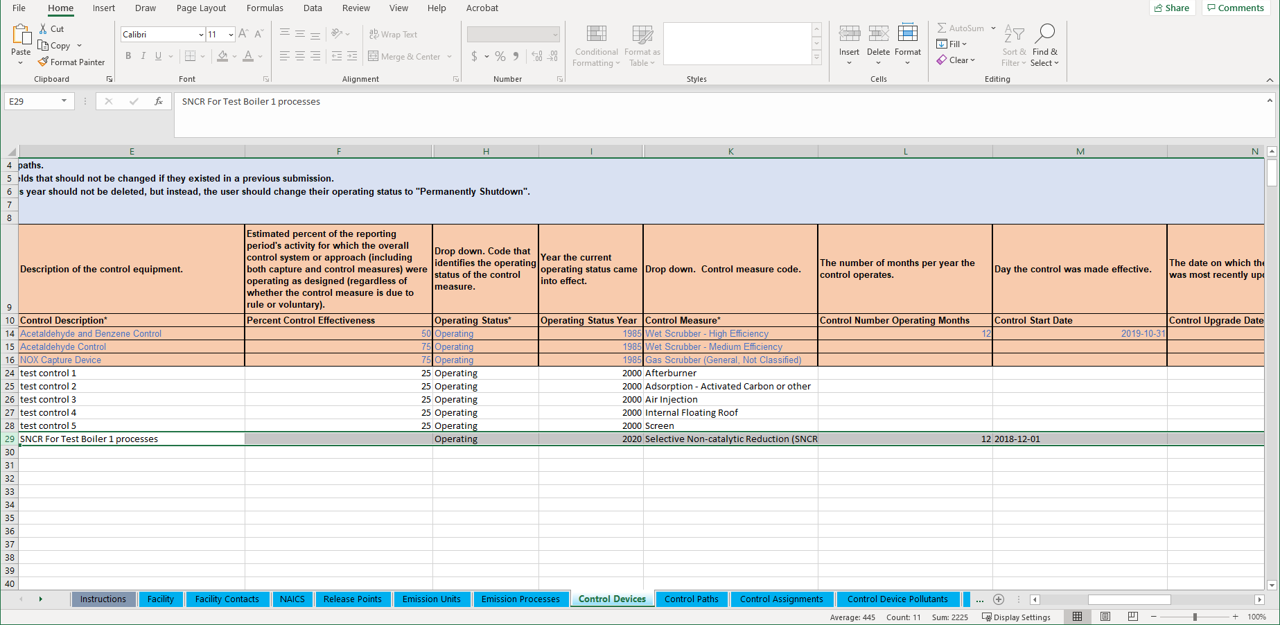 File Home Insert Draw Page Layout Formulas Data Review View Help Acrobat Share Comments
Paste Cut Copy Format Painter Clipboard
Calibri 11 A A B I U A Font
Wrap Text Merge & Center Alignment
$ % , Number
Conditional Formatting Format as Table Styles
Insert Delete Format Cells
AutoSum Fill Clear Sort & Filter Find & Select Editing
E29 fx SNCR For Test Boiler 1 processes
E F H I K L M N
4 paths.
5 elds that should not be changed if they existed in a previous submission.
6 s year should not be deleted, but instead, the user should change their operating status to "Permanently Shutdown".
7
8
9 Description of the control equipment.
Estimated percent of the reporting
period's activity for which the overall
control system or approach (including
both capture and control measures) were
operating as designed (regardless of
whether the control measure is due to
rule or voluntary).
Drop down. Code that
identifies the operating
status of the control
measure.
Year the current
operating status came
into effect.
Drop down. Control measure code.
The number of months per year the
control operates.
Day the control was made effective.
The date on which the
was most recently
10 Control Description* Percent Control Effectiveness Operating Status* Operating Status Year Control Measure* Control Number Operating Months Control Start Date Control Upgrade Date
14 Acetaldehyde and Benzene Control 50 Operating 1985 Wet Scrubber - High Efficiency 12 2019-10-31
15 Acetaldehyde Control 75 Operating 1985 Wet Scrubber - Medium Efficiency
16 NOX Capture Device 75 Operating 1985 Gas Scrubber (General, Not Classified)
24 test control 1 25 Operating 2000 Afterburner
25 test control 2 25 Operating 2000 Adsorption - Activated Carbon or other
26 test control 3 25 Operating 2000 Air Injection
27 test control 4 25 Operating 2000 Internal Floating Roof
28 test control 5 25 Operating 2000 Screen
29 SNCR For Test Boiler 1 processes Operating 2020 Selective Non-catalytic Reduction (SNCR 12 2018-12-01
30
31
32
33
34
35
36
37
38
39
40
Instructions Facility Facility Contacts NAICS Release Points Emission Units Emission Processes Control Devices Control Paths Control Assignments Control Device Pollutants ...
Average: 445 Count: 11 Sum: 2225 Display Settings 100%